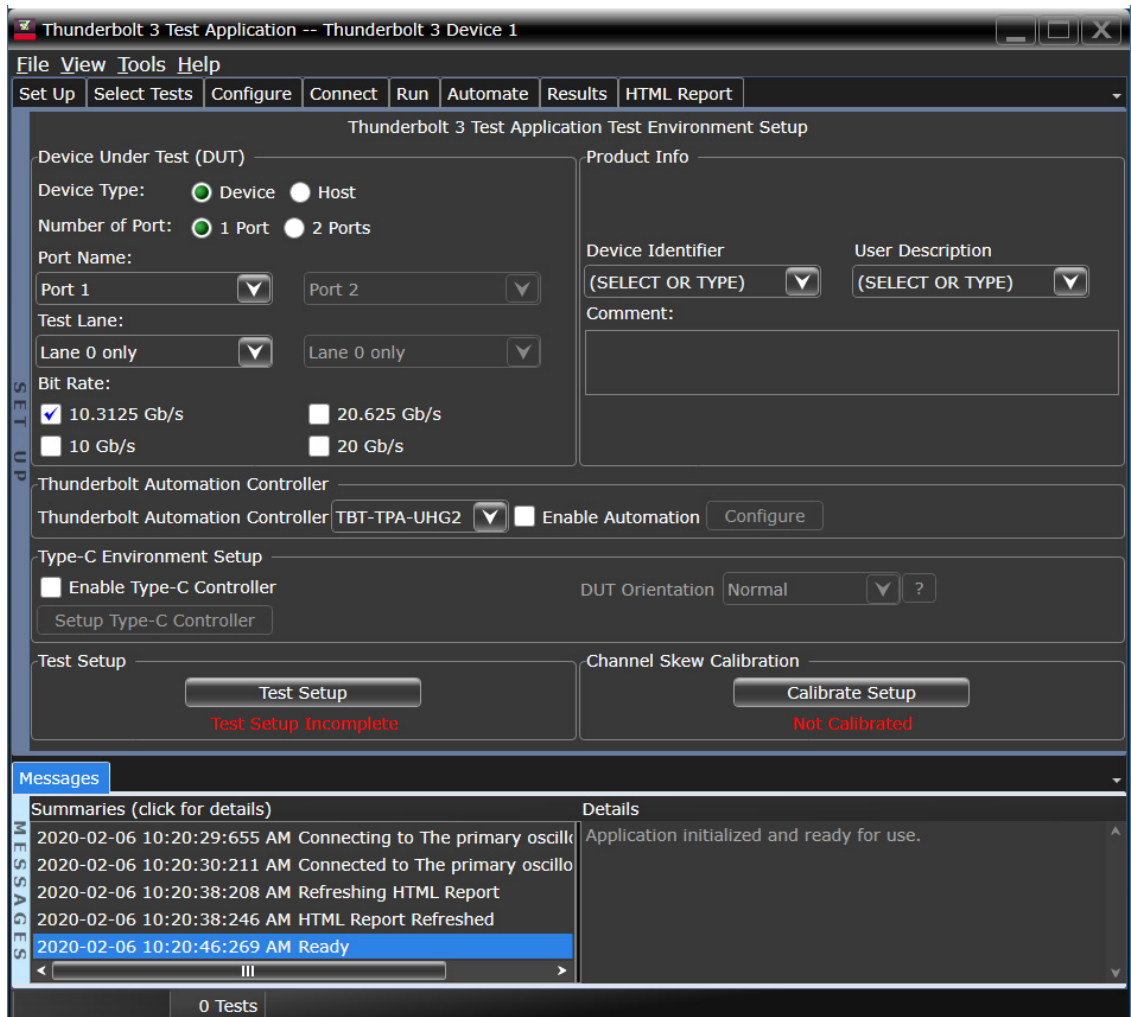 Thunderbolt 3 Test Application -- Thunderbolt 3 Device 1
File View Tools Help
Set Up Select Tests Configure Connect Run Automate Results HTML Report
Thunderbolt 3 Test Application Test Environment Setup
SET UP
Device Under Test (DUT)
Device Type: Device Host
Number of Port: 1 Port 2 Ports
Port Name:
Port 1 Port 2
Test Lane:
Lane 0 only Lane 0 only
Bit Rate:
10.3125 Gb/s 20.625 Gb/s
10 Gb/s 20 Gb/s
Product Info
Device Identifier User Description
(SELECT OR TYPE) (SELECT OR TYPE)
Comment:
Thunderbolt Automation Controller
Thunderbolt Automation Controller TBT-TPA-UHG2 Enable Automation Configure
Type-C Environment Setup
Enable Type-C Controller DUT Orientation Normal ?
Setup Type-C Controller
Test Setup
Test Setup
Test Setup Incomplete
Channel Skew Calibration
Calibrate Setup
Not Calibrated
Messages
MESSAGES
Summaries (click for details)
2020-02-06 10:20:29:655 AM Connecting to The primary oscillo
2020-02-06 10:20:30:211 AM Connected to The primary oscillo
2020-02-06 10:20:38:208 AM Refreshing HTML Report
2020-02-06 10:20:38:246 AM HTML Report Refreshed
2020-02-06 10:20:46:269 AM Ready
Details
Application initialized and ready for use.
0 Tests